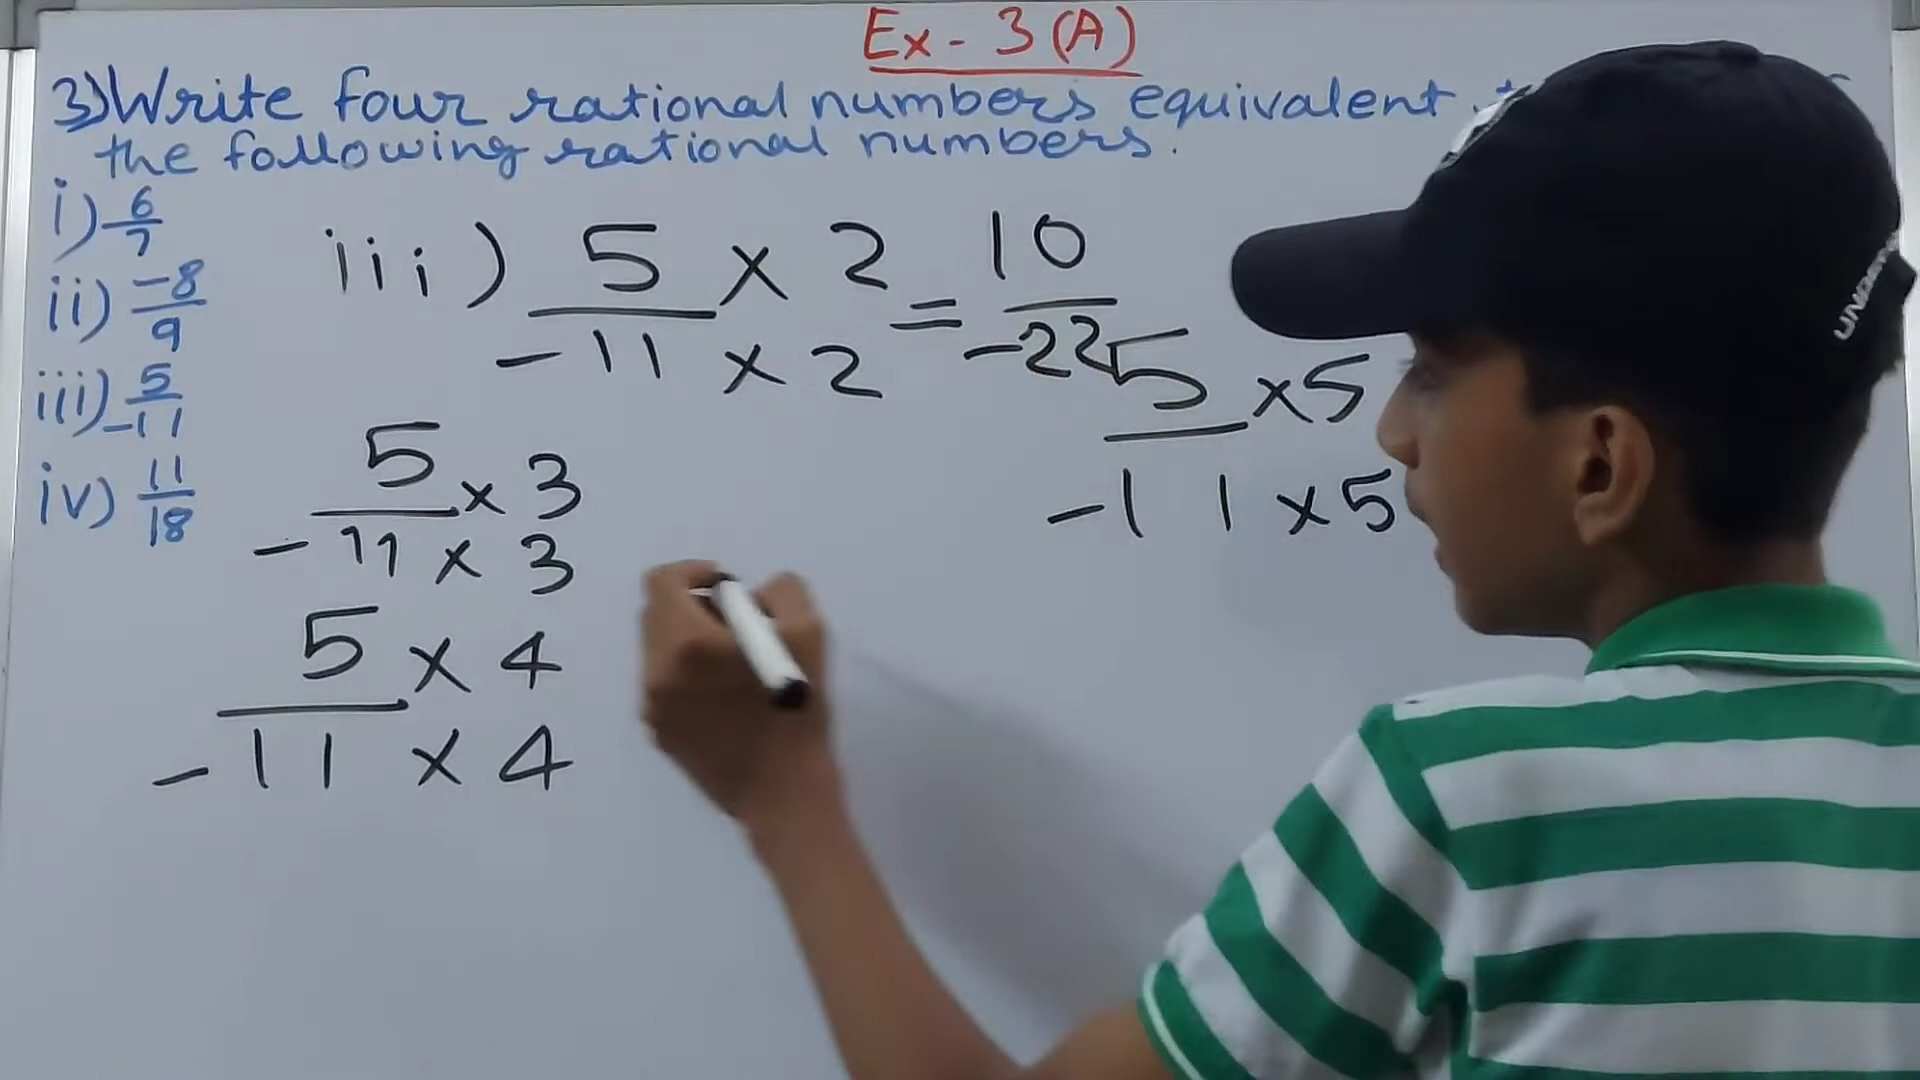 Ex - 3 (A)
3) Write four rational numbers equivalent
the following rational numbers.
i) 6/7
ii) -8/9
iii) 5/-11
iv) 11/18
iii) 5 × 2 / -11 × 2 = 10 / -22
5 × 3 / -11 × 3
5 × 4 / -11 × 4
5 × 5 / -11 × 5